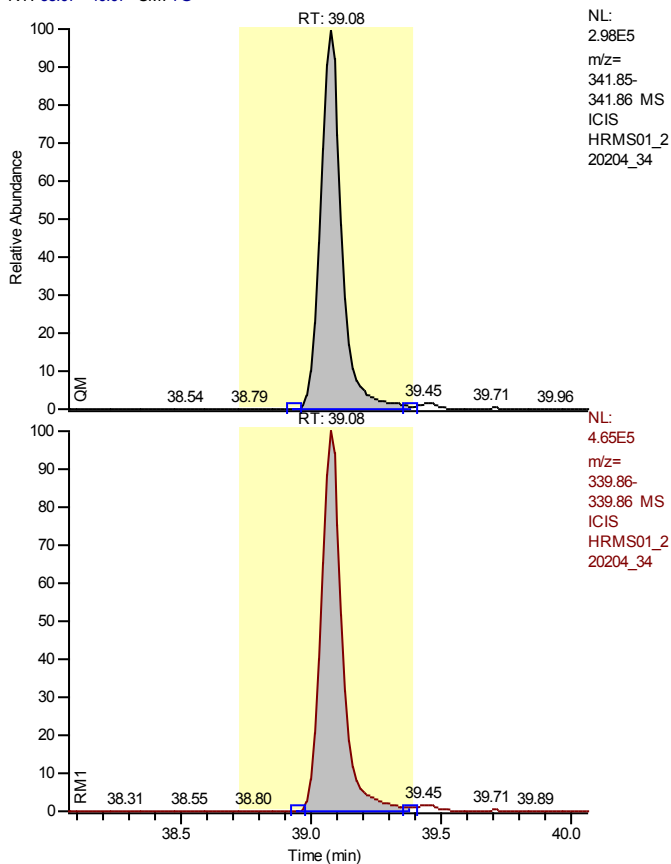 RT: 39.08
NL:
2.98E5
m/z=
341.85-
341.86 MS
ICIS
HRMS01_2
20204_34
100
90
80
70
60
50
40
30
20
10
0
Relative Abundance
QM
38.54 38.79 39.45 39.71 39.96
RT: 39.08
NL:
4.65E5
m/z=
339.86-
339.86 MS
ICIS
HRMS01_2
20204_34
100
90
80
70
60
50
40
30
20
10
0
RM1
38.31 38.55 38.80 39.45 39.71 39.89
38.5 39.0 39.5 40.0
Time (min)